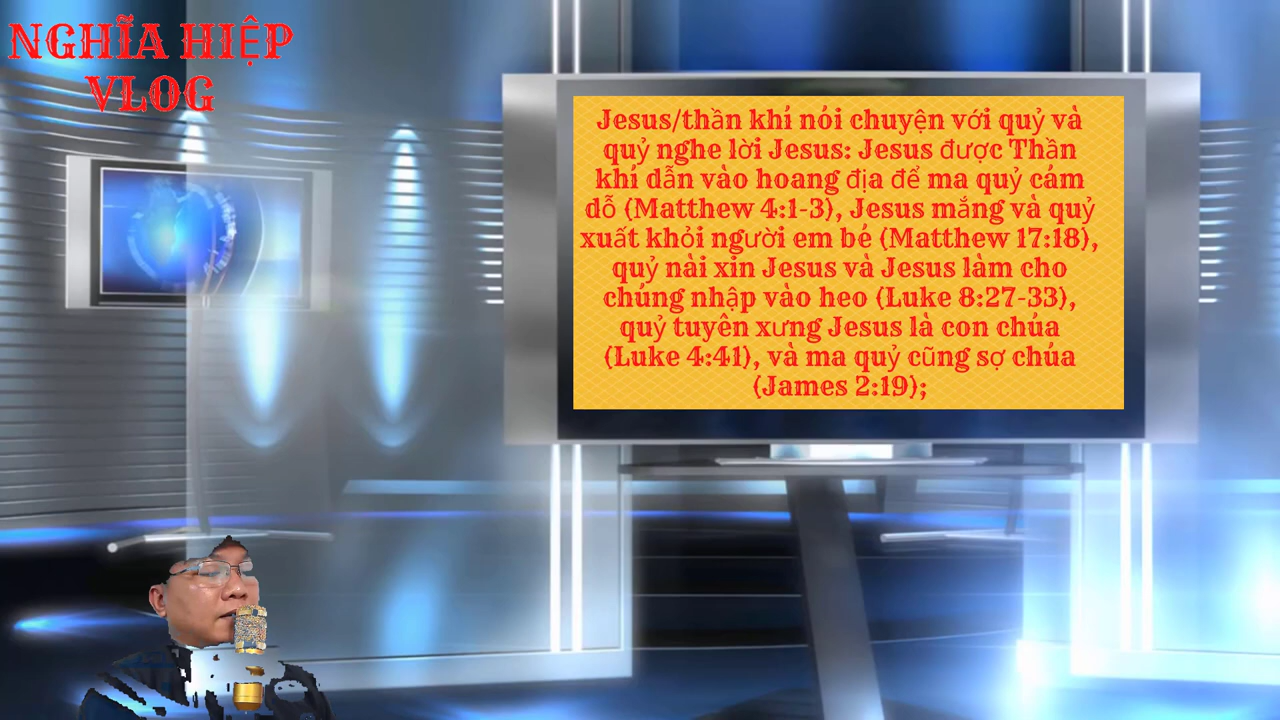 NGHĨA HIỆP
VLOG
Jesus/thần khí nói chuyện với quỷ và
quỷ nghe lời Jesus: Jesus được Thần
khí dẫn vào hoang địa để ma quỷ cám
dỗ (Matthew 4:1-3), Jesus mắng và quỷ
xuất khỏi người em bé (Matthew 17:18),
quỷ nài xin Jesus và Jesus làm cho
chúng nhập vào heo (Luke 8:27-33),
quỷ tuyên xưng Jesus là con chúa
(Luke 4:41), và ma quỷ cũng sợ chúa
(James 2:19);